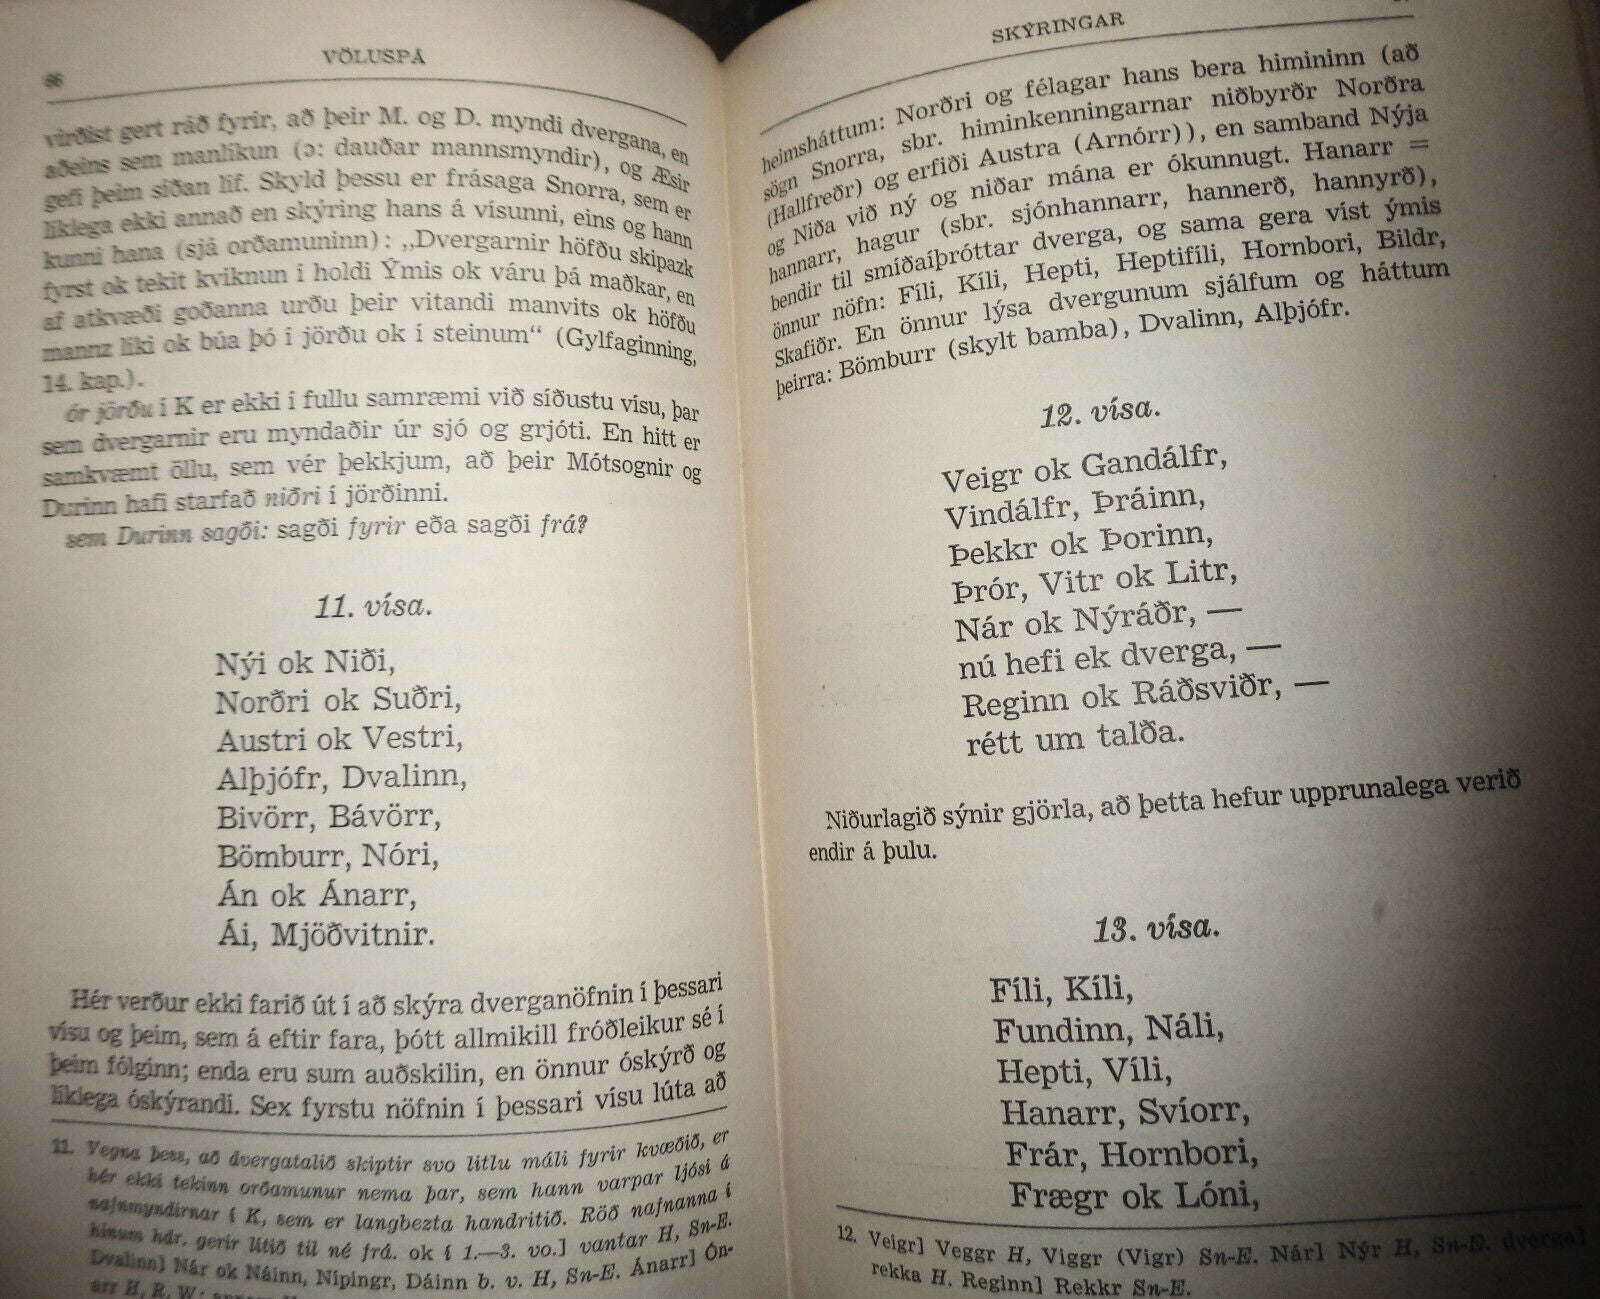 86
VÖLUSPÁ
virðist gert ráð fyrir, að þeir M. og D. myndi dvergana, en
aðeins sem manlíkun (ɔ: dauðar mannsmyndir), og Æsir
gefi þeim síðan líf. Skyld þessu er frásaga Snorra, sem er
líklega ekki annað en skýring hans á vísunni, eins og hann
kunni hana (sjá orðamuninn): „Dvergarnir höfðu skipazk
fyrst ok tekit kviknun í holdi Ýmis ok váru þá maðkar, en
af atkvæði goðanna urðu þeir vitandi manvits ok höfðu
mannz líki ok búa þó í jörðu ok í steinum“ (Gylfaginning,
14. kap.).
ór jörðu í K er ekki í fullu samræmi við síðustu vísu, þar
sem dvergarnir eru myndaðir úr sjó og grjóti. En hitt er
samkvæmt öllu, sem vér þekkjum, að þeir Mótsognir og
Durinn hafi starfað niðri í jörðinni.
sem Durinn sagði: sagði fyrir eða sagði frá?
11. vísa.
Nýi ok Niði,
Norðri ok Suðri,
Austri ok Vestri,
Alþjófr, Dvalinn,
Bivörr, Bávörr,
Bömburr, Nóri,
Án ok Ánarr,
Ái, Mjöðvitnir.
Hér verður ekki farið út í að skýra dverganöfnin í þessari
vísu og þeim, sem á eftir fara, þótt allmikill fróðleikur sé í
þeim fólginn; enda eru sum auðskilin, en önnur óskýrð og
líklega óskýrandi. Sex fyrstu nöfnin í þessari vísu lúta að
11. Vegna þess, að dvergatalið skiptir svo litlu máli fyrir kvæðið, er
hér ekki tekinn orðamunur nema þar, sem hann varpar ljósi á
nafnmyndirnar í K, sem er langbezta handritið. Röð nafnanna í
hinum hdr. gerir lítið til né frá. ok í 1.—3. vo.] vantar H, Sn-E.
Dvalinn] Nár ok Náinn, Nípingr, Dáinn b. v. H, Sn-E. Ánarr] Ón-
arr H, R, W;
SKÝRINGAR
heimsháttum: Norðri og félagar hans bera himininn (að
sögn Snorra, sbr. himinkenningarnar niðbyrðr Norðra
(Hallfreðr) og erfiði Austra (Arnórr)), en samband Nýja
og Niða við ný og niðar mána er ókunnugt. Hanarr =
hannarr, hagur (sbr. sjónhannarr, hannerð, hannyrð),
bendir til smíðaíþróttar dverga, og sama gera víst ýmis
önnur nöfn: Fíli, Kíli, Hepti, Heptifíli, Hornbori, Bildr,
Skafiðr. En önnur lýsa dvergunum sjálfum og háttum
þeirra: Bömburr (skylt bamba), Dvalinn, Alþjófr.
12. vísa.
Veigr ok Gandálfr,
Vindálfr, Þráinn,
Þekkr ok Þorinn,
Þrór, Vitr ok Litr,
Nár ok Nýráðr, —
nú hefi ek dverga, —
Reginn ok Ráðsviðr, —
rétt um talða.
Niðurlagið sýnir gjörla, að þetta hefur upprunalega verið
endir á þulu.
13. vísa.
Fíli, Kíli,
Fundinn, Náli,
Hepti, Víli,
Hanarr, Svíorr,
Frár, Hornbori,
Frægr ok Lóni,
12. Veigr] Veggr H, Viggr (Vigr) Sn-E. Nár] Nýr H, Sn-E. dverga]
rekka H. Reginn] Rekkr Sn-E.